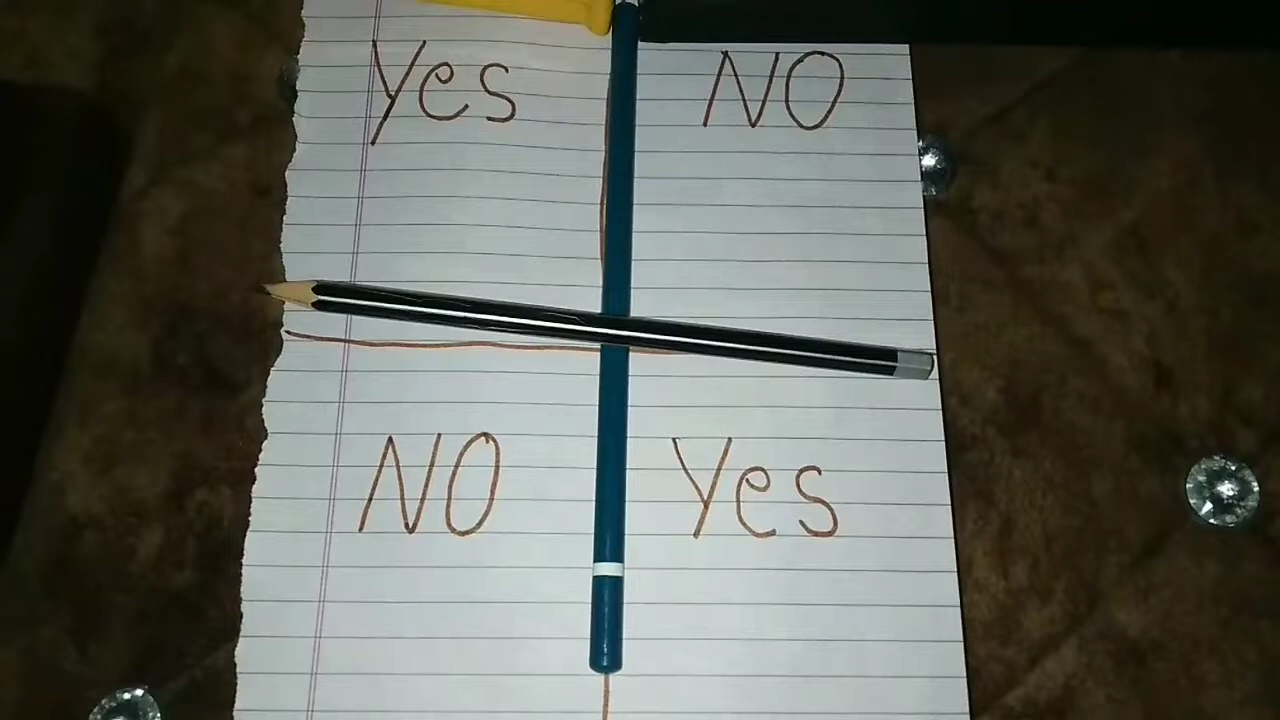 Yes NO
NO Yes